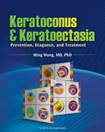 Keratoconus
& Keratoectasia
Prevention, Diagnosis, and Treatment
Ming Wang, MD, PhD